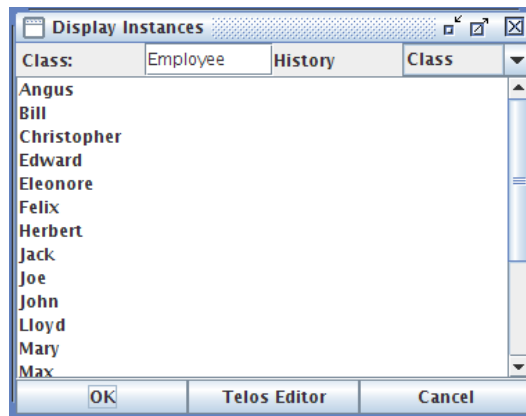 Display Instances
Class: Employee History Class
Angus
Bill
Christopher
Edward
Eleonore
Felix
Herbert
Jack
Joe
John
Lloyd
Mary
Max
OK Telos Editor Cancel